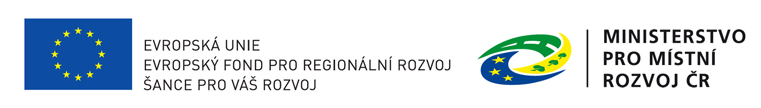 EVROPSKÁ UNIE
EVROPSKÝ FOND PRO REGIONÁLNÍ ROZVOJ
ŠANCE PRO VÁŠ ROZVOJ
MINISTERSTVO
PRO MÍSTNÍ
ROZVOJ ČR